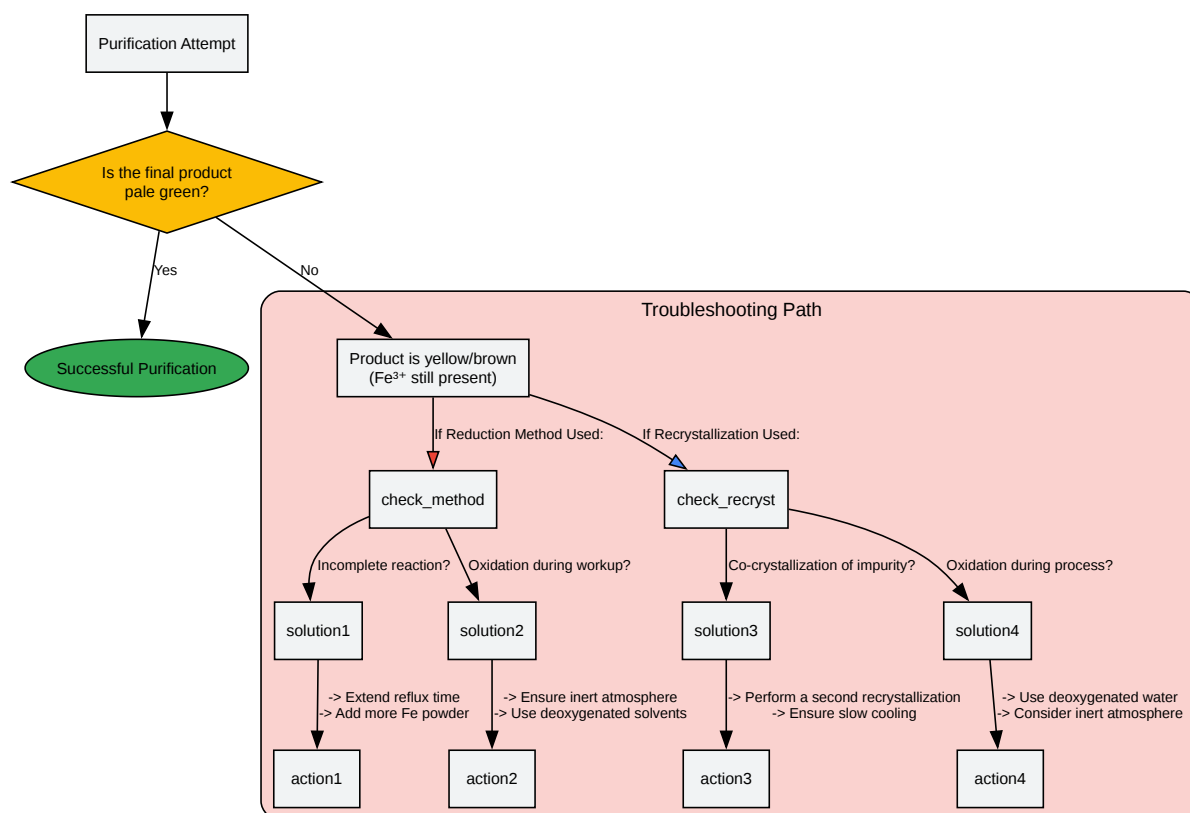 Purification Attempt
Is the final product
pale green?
Yes
No
Successful Purification
Troubleshooting Path
Product is yellow/brown
(Fe³⁺ still present)
If Reduction Method Used:
If Recrystallization Used:
check_method
check_recryst
Incomplete reaction?
Oxidation during workup?
Co-crystallization of impurity?
Oxidation during process?
solution1
solution2
solution3
solution4
-> Extend reflux time
-> Add more Fe powder
-> Ensure inert atmosphere
-> Use deoxygenated solvents
-> Perform a second recrystallization
-> Ensure slow cooling
-> Use deoxygenated water
-> Consider inert atmosphere
action1
action2
action3
action4